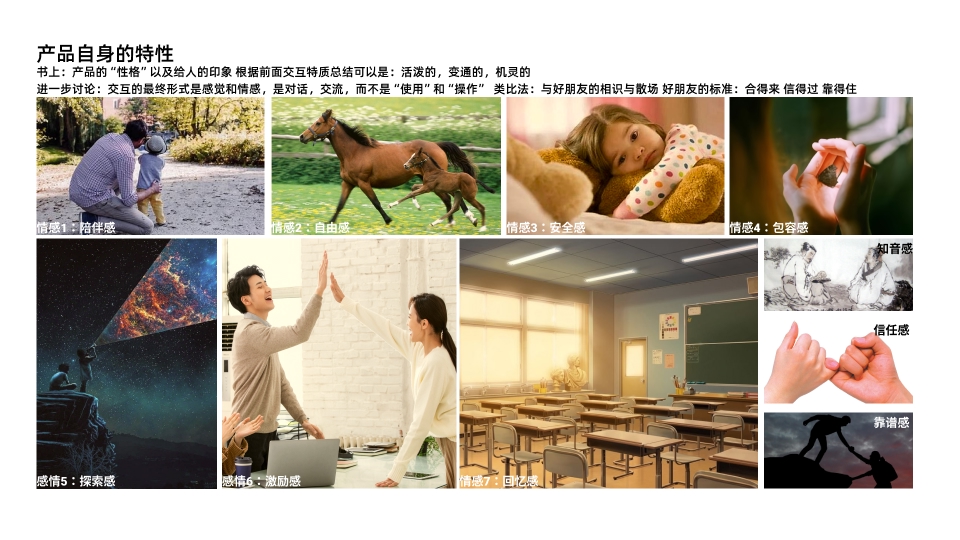 产品自身的特性
书上：产品的“性格”以及给人的印象 根据前面交互特质总结可以是：活泼的，变通的，机灵的
进一步讨论：交互的最终形式是感觉和情感，是对话，交流，而不是“使用”和“操作” 类比法：与好朋友的相识与散场 好朋友的标准：合得来 信得过 靠得住
情感1：陪伴感
情感2：自由感
情感3：安全感
情感4：包容感
知音感
信任感
靠谱感
感情5：探索感
感情6：激励感
情感7：回忆感